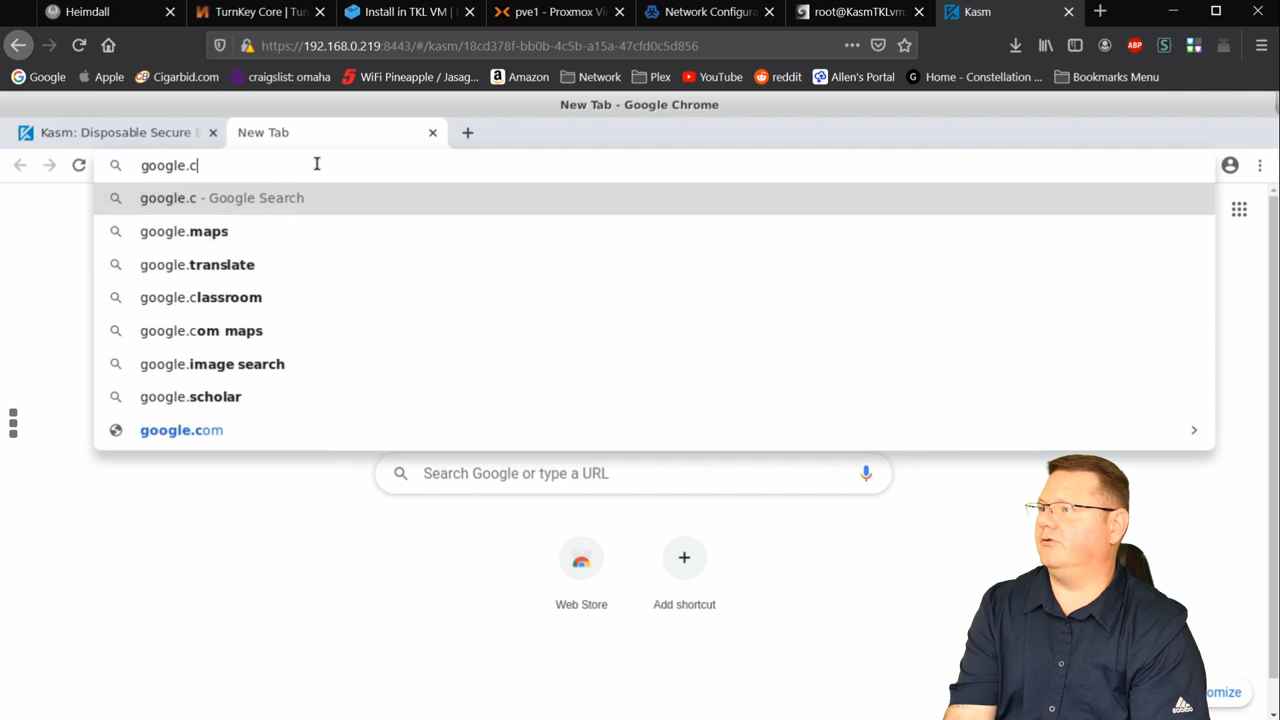 Heimdall
TurnKey Core | Tur
Install in TKL VM |
pve1 - Proxmox Vir
Network Configura
root@KasmTKLvm:
Kasm
https://192.168.0.219:8443/#/kasm/18cd378f-bb0b-4c5b-a15a-47cfd0c5d856
ABP
Google
Apple
Cigarbid.com
craigslist: omaha
WiFi Pineapple / Jasag...
Amazon
Network
Plex
YouTube
reddit
Allen's Portal
Home - Constellation ...
Bookmarks Menu
New Tab - Google Chrome
Kasm: Disposable Secure B
New Tab
google.c
google.c - Google Search
google.maps
google.translate
google.classroom
google.com maps
google.image search
google.scholar
google.com
Search Google or type a URL
Web Store
Add shortcut
omize
adidas